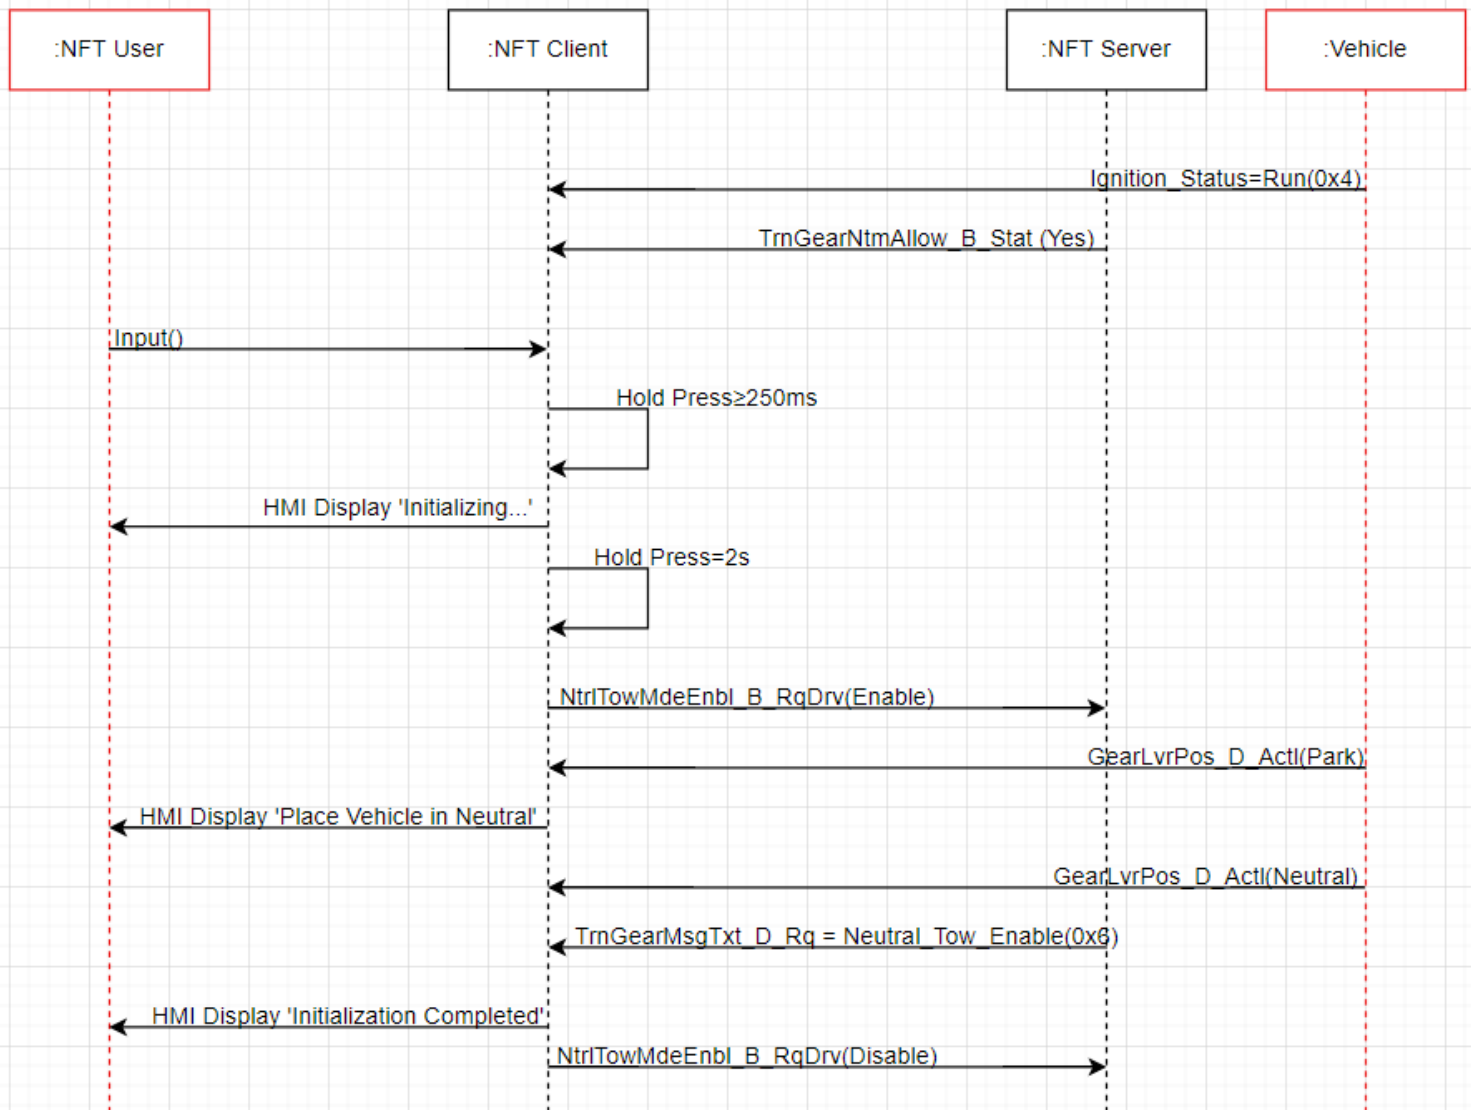 :NFT User
:NFT Client
:NFT Server
:Vehicle
Ignition_Status=Run(0x4)
TrnGearNtmAllow_B_Stat (Yes)
Input()
Hold Press≥250ms
HMI Display 'Initializing...'
Hold Press=2s
NtrlTowMdeEnbl_B_RqDrv(Enable)
GearLvrPos_D_Actl(Park)
HMI Display 'Place Vehicle in Neutral'
GearLvrPos_D_Actl(Neutral)
TrnGearMsgTxt_D_Rq = Neutral_Tow_Enable(0x6)
HMI Display 'Initialization Completed'
NtrlTowMdeEnbl_B_RqDrv(Disable)